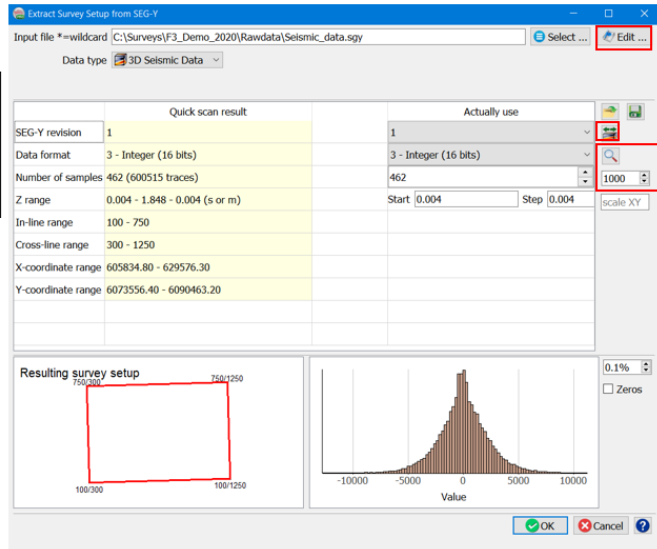 Extract Survey Setup from SEG-Y
Input file *=wildcard C:\Surveys\F3_Demo_2020\Rawdata\Seismic_data.sgy Select ... Edit ...
Data type 3D Seismic Data
Quick scan result Actually use
SEG-Y revision 1 1
Data format 3 - Integer (16 bits) 3 - Integer (16 bits)
Number of samples 462 (600515 traces) 462 1000
Z range 0.004 - 1.848 - 0.004 (s or m) Start 0.004 Step 0.004 scale XY
In-line range 100 - 750
Cross-line range 300 - 1250
X-coordinate range 605834.80 - 629576.30
Y-coordinate range 6073556.40 - 6090463.20
Resulting survey setup 0.1%
750/300 750/1250
Zeros
100/300 100/1250
-10000 -5000 0 5000 10000
Value
OK Cancel ?